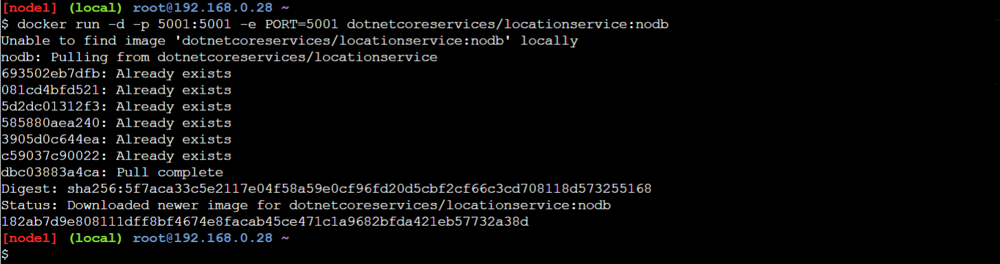 [node1] (local) root@192.168.0.28 ~
$ docker run -d -p 5001:5001 -e PORT=5001 dotnetcoreservices/locationservice:nodb
Unable to find image 'dotnetcoreservices/locationservice:nodb' locally
nodb: Pulling from dotnetcoreservices/locationservice
693502eb7dfb: Already exists
081cd4bfd521: Already exists
5d2dc01312f3: Already exists
585880aea240: Already exists
3905d0c644ea: Already exists
c59037c90022: Already exists
dbc03883a4ca: Pull complete
Digest: sha256:5f7aca33c5e2117e04f58a59e0cf96fd20d5cbf2cf66c3cd708118d573255168
Status: Downloaded newer image for dotnetcoreservices/locationservice:nodb
182ab7d9e808111dff8bf4674e8facab45ce471c1a9682bfda421eb57732a38d
[node1] (local) root@192.168.0.28 ~
$